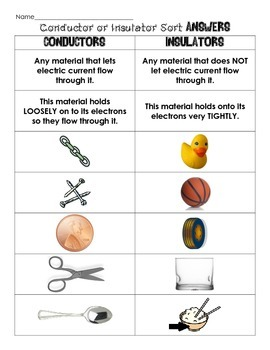 Name
Conductor or Insulator Sort ANSWERS
CONDUCTORS
INSULATORS
Any material that lets
electric current flow
through it.
Any material that does NOT
let electric current flow
through it.
This material holds
LOOSELY on to its electrons
so they flow through it.
This material holds onto its
electrons very TIGHTLY.